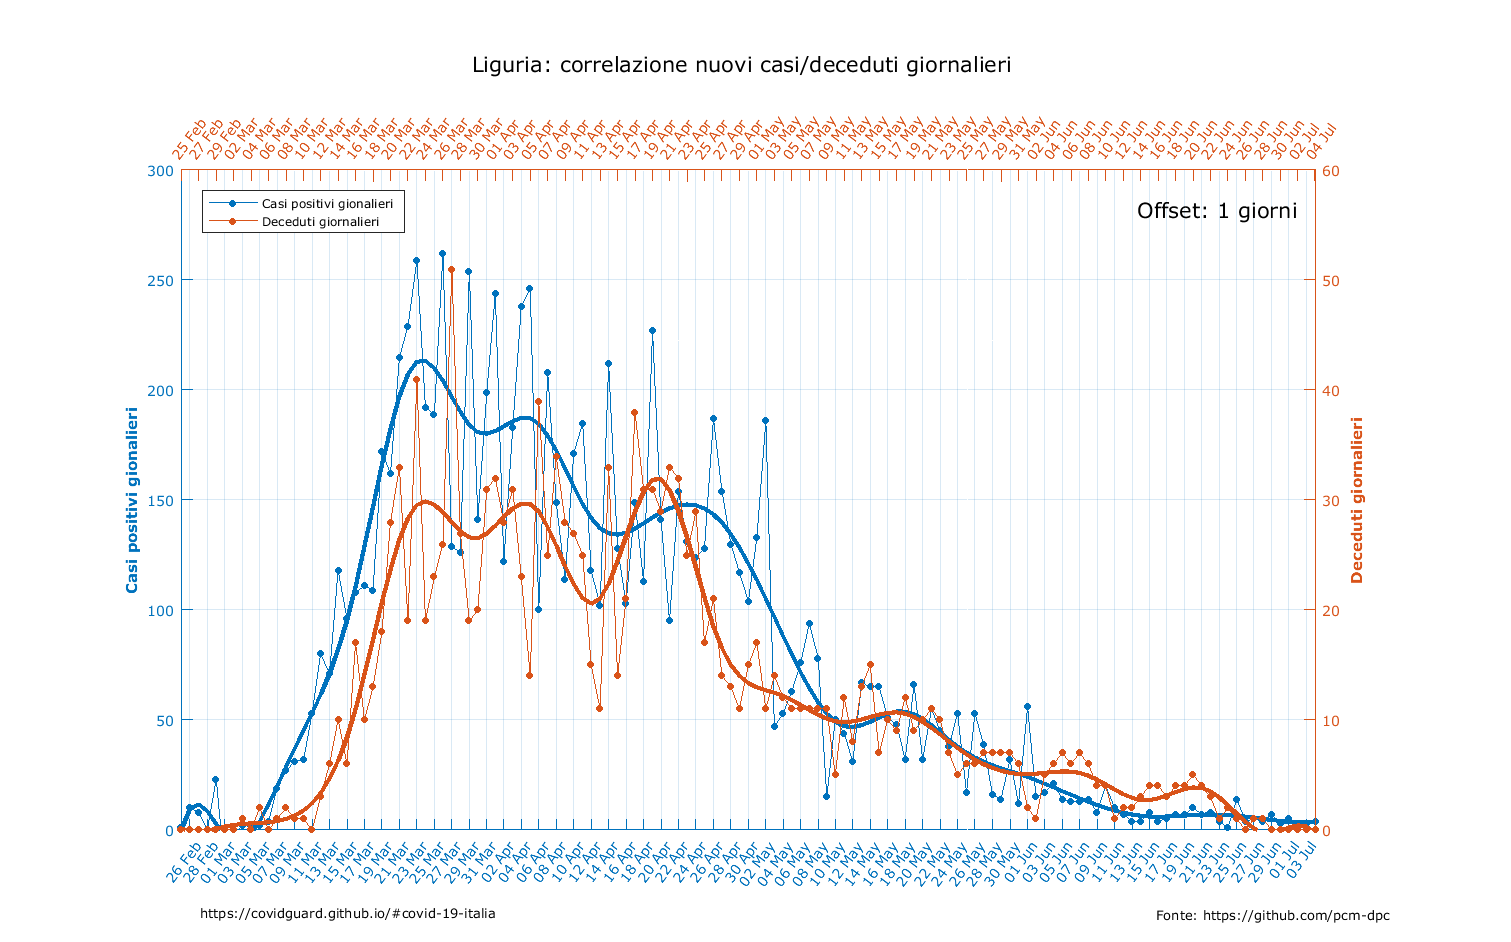 Liguria: correlazione nuovi casi/deceduti giornalieri
25 Feb 27 Feb 29 Feb 02 Mar 04 Mar 06 Mar 08 Mar 10 Mar 12 Mar 14 Mar 16 Mar 18 Mar 20 Mar 22 Mar 24 Mar 26 Mar 28 Mar 30 Mar 01 Apr 03 Apr 05 Apr 07 Apr 09 Apr 11 Apr 13 Apr 15 Apr 17 Apr 19 Apr 21 Apr 23 Apr 25 Apr 27 Apr 29 Apr 01 May 03 May 05 May 07 May 09 May 11 May 13 May 15 May 17 May 19 May 21 May 23 May 25 May 27 May 29 May 31 May 02 Jun 04 Jun 06 Jun 08 Jun 10 Jun 12 Jun 14 Jun 16 Jun 18 Jun 20 Jun 22 Jun 24 Jun 26 Jun 28 Jun 30 Jun 02 Jul 04 Jul
300
250
200
150
100
50
0
Casi positivi gionalieri
Casi positivi gionalieri
Deceduti giornalieri
Offset: 1 giorni
60
50
40
30
20
10
0
Deceduti giornalieri
26 Feb 28 Feb 01 Mar 03 Mar 05 Mar 07 Mar 09 Mar 11 Mar 13 Mar 15 Mar 17 Mar 19 Mar 21 Mar 23 Mar 25 Mar 27 Mar 29 Mar 31 Mar 02 Apr 04 Apr 06 Apr 08 Apr 10 Apr 12 Apr 14 Apr 16 Apr 18 Apr 20 Apr 22 Apr 24 Apr 26 Apr 28 Apr 30 Apr 02 May 04 May 06 May 08 May 10 May 12 May 14 May 16 May 18 May 20 May 22 May 24 May 26 May 28 May 30 May 01 Jun 03 Jun 05 Jun 07 Jun 09 Jun 11 Jun 13 Jun 15 Jun 17 Jun 19 Jun 21 Jun 23 Jun 25 Jun 27 Jun 29 Jun 01 Jul 03 Jul
https://covidguard.github.io/#covid-19-italia
Fonte: https://github.com/pcm-dpc